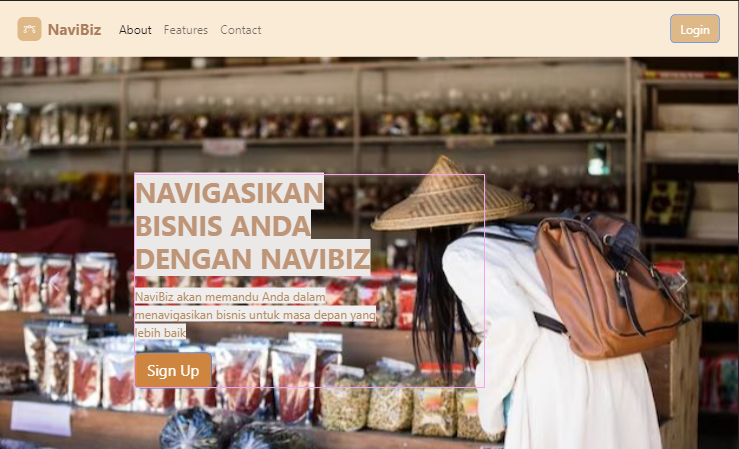 NaviBiz
About
Features
Contact
Login
NAVIGASIKAN
BISNIS ANDA
DENGAN NAVIBIZ
NaviBiz akan memandu Anda dalam
menavigasikan bisnis untuk masa depan yang
lebih baik
Sign Up